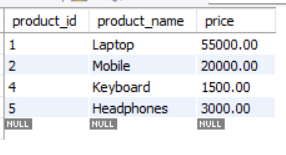 product_id product_name price
1 Laptop 55000.00
2 Mobile 20000.00
4 Keyboard 1500.00
5 Headphones 3000.00
NULL NULL NULL